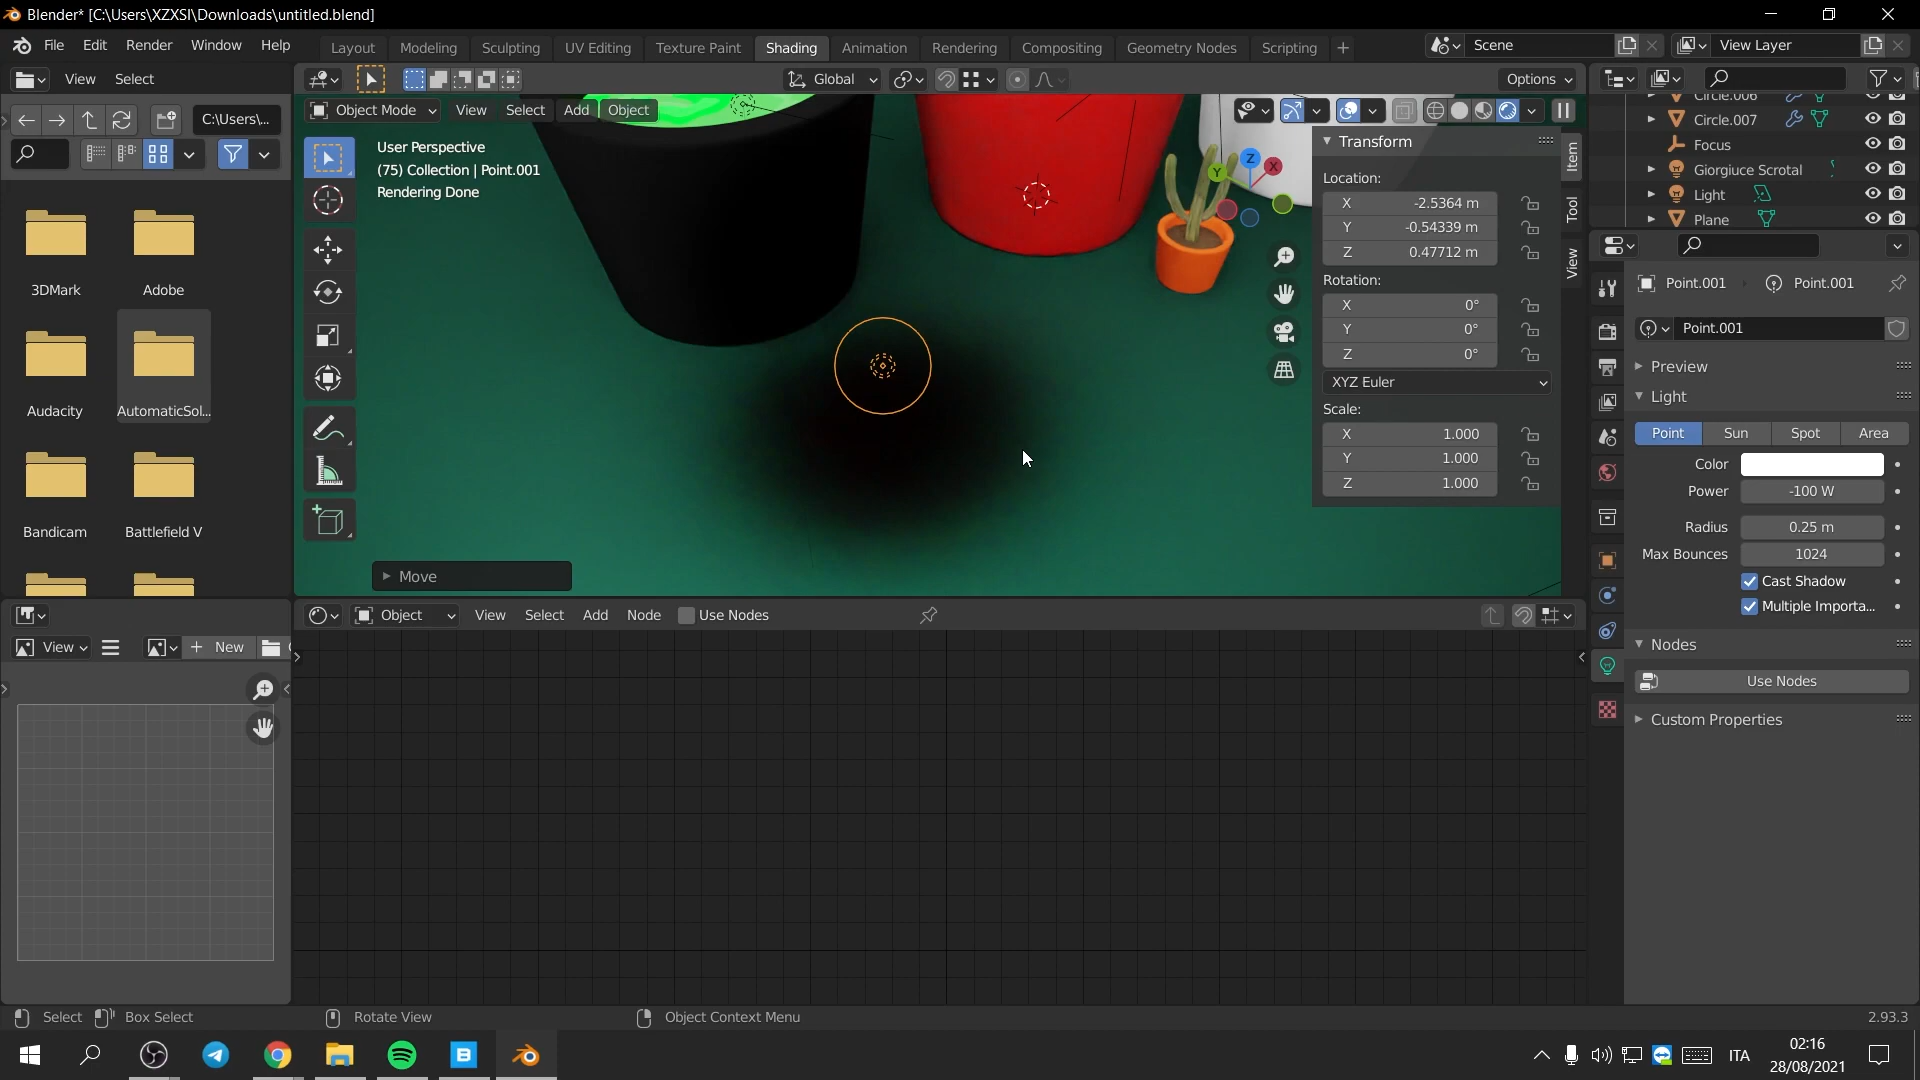 Blender* [C:\Users\XZXSI\Downloads\untitled.blend]
File Edit Render Window Help Layout Modeling Sculpting UV Editing Texture Paint Shading Animation Rendering Compositing Geometry Nodes Scripting Scene View Layer
View Select
Global
Options
C:\Users\...
Object Mode View Select Add Object
User Perspective
(75) Collection | Point.001
Rendering Done
Transform
Location:
X -2.5364 m
Y -0.54339 m
Z 0.47712 m
Rotation:
X 0°
Y 0°
Z 0°
XYZ Euler
Scale:
X 1.000
Y 1.000
Z 1.000
Item
Tool
View
Z
X
Y
Move
3DMark Adobe
Audacity AutomaticSol...
Bandicam Battlefield V
Circle.006
Circle.007
Focus
Giorgiuce Scrotal
Light
Plane
Point.001 Point.001
Point.001
Preview
Light
Point Sun Spot Area
Color
Power -100 W
Radius 0.25 m
Max Bounces 1024
Cast Shadow
Multiple Importa...
Nodes
Use Nodes
Custom Properties
Object View Select Add Node Use Nodes
View New
Select Box Select Rotate View Object Context Menu 2.93.3
ITA
02:16
28/08/2021